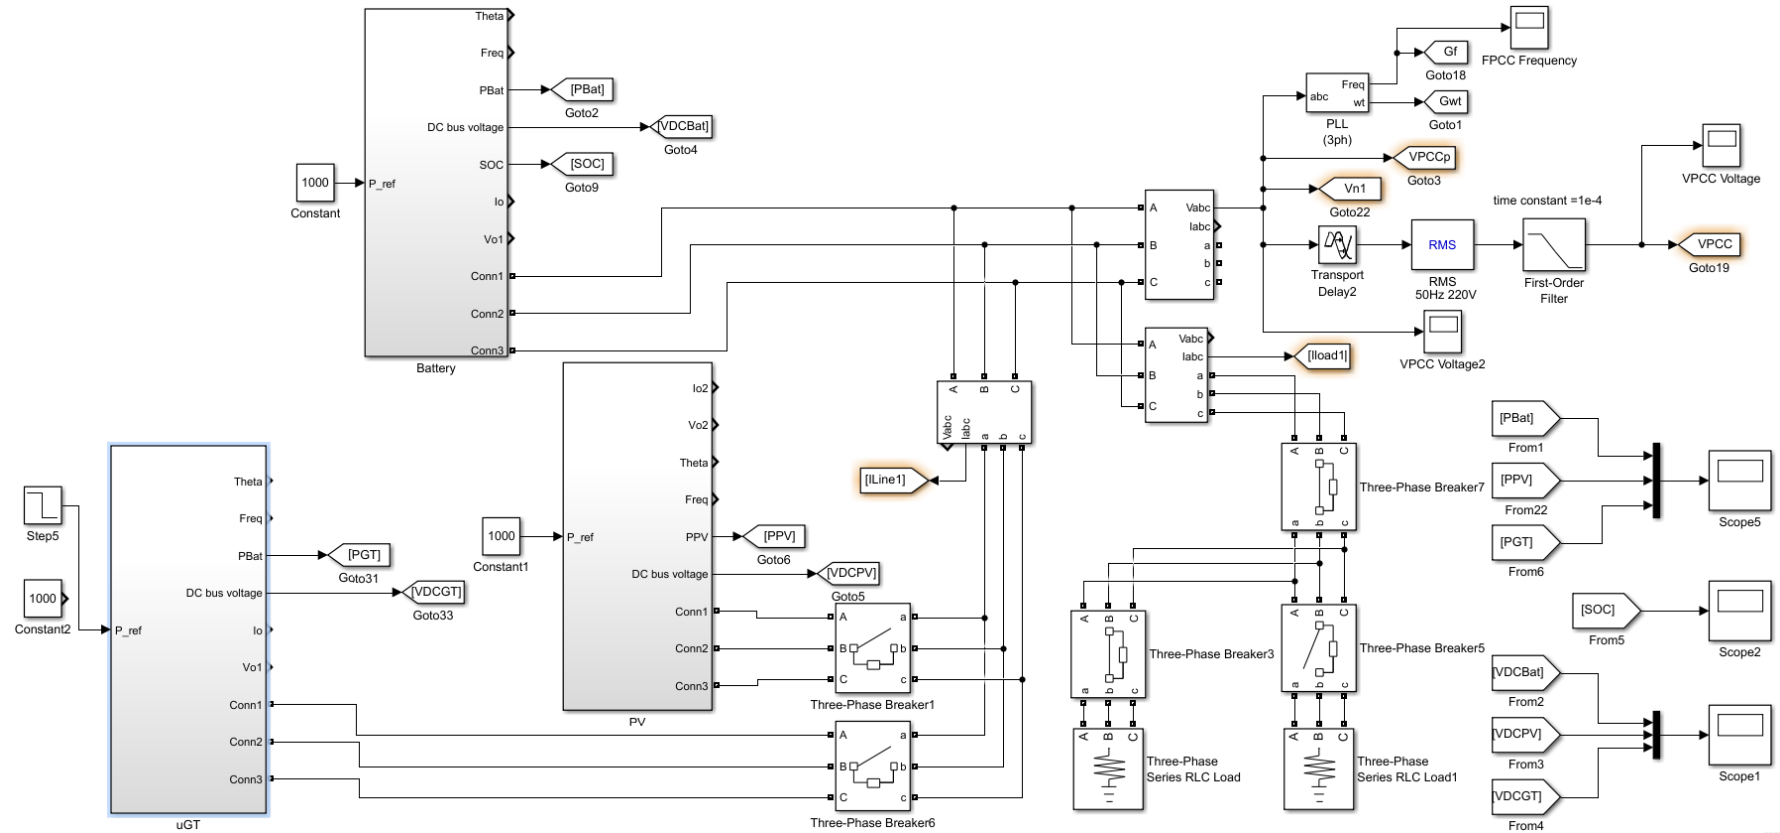 Theta
Freq
PBat
[PBat]
Goto2
DC bus voltage
[VDCBat]
Goto4
SOC
[SOC]
Goto9
1000
Constant
P_ref
Io
Vo1
Conn1
Conn2
Conn3
Battery
FPCC Frequency
Gf
Goto18
abc
Freq
wt
PLL
(3ph)
Gwt
Goto1
VPCCp
Goto3
Vn1
Goto22
VPCC Voltage
time constant =1e-4
A
B
C
Vabc
Iabc
a
b
c
Transport
Delay2
RMS
RMS
50Hz 220V
First-Order
Filter
VPCC
Goto19
VPCC Voltage2
A
B
C
Vabc
Iabc
a
b
c
[Iload1]
A
B
C
Vabc
Iabc
a
b
c
[ILine1]
Io2
Vo2
Theta
Freq
PPV
DC bus voltage
Conn1
Conn2
Conn3
P_ref
PV
1000
Constant1
[PPV]
Goto6
[VDCPV]
Goto5
A
B
C
a
b
c
Three-Phase Breaker1
A
B
C
a
b
c
Three-Phase Breaker6
Step5
1000
Constant2
Theta
Freq
PBat
DC bus voltage
Io
Vo1
Conn1
Conn2
Conn3
P_ref
uGT
[PGT]
Goto31
[VDCGT]
Goto33
A
B
C
a
b
c
Three-Phase Breaker7
A
B
C
a
b
c
Three-Phase Breaker3
A
B
C
a
b
c
Three-Phase Breaker5
A
B
C
Three-Phase
Series RLC Load
A
B
C
Three-Phase
Series RLC Load1
[PBat]
From1
[PPV]
From22
[PGT]
From6
Scope5
[SOC]
From5
Scope2
[VDCBat]
From2
[VDCPV]
From3
[VDCGT]
From4
Scope1